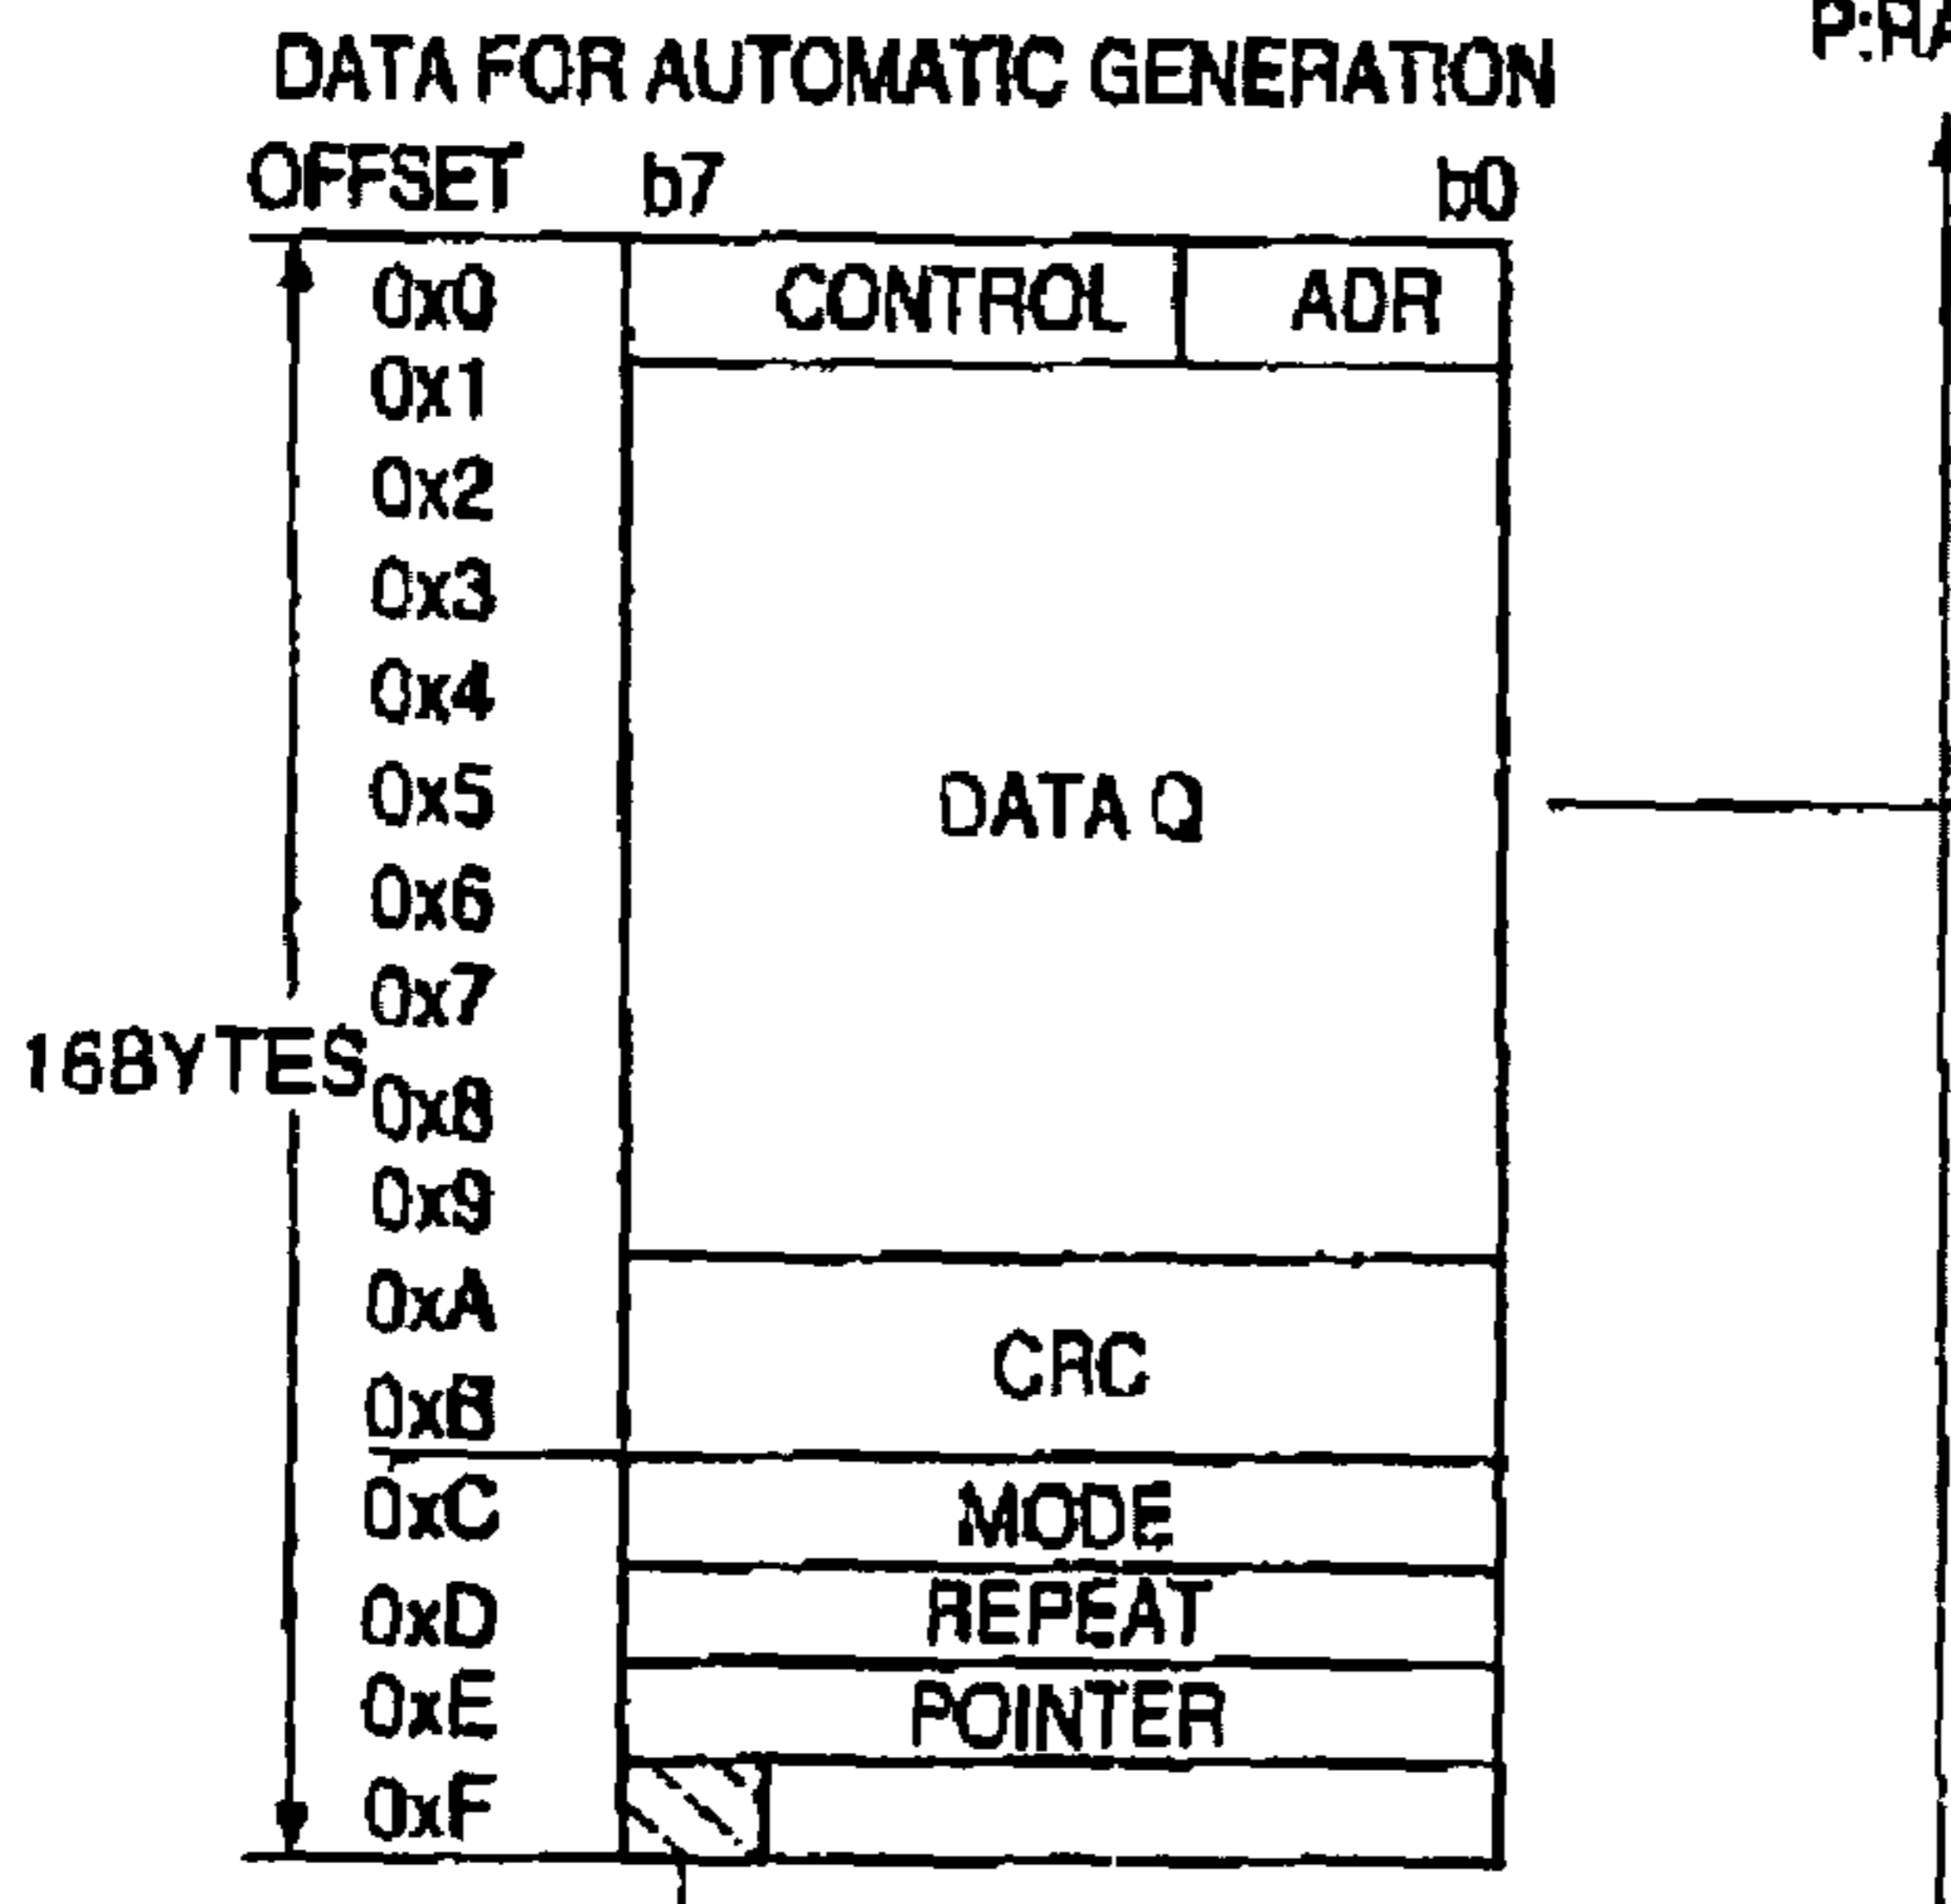 DATA FOR AUTOMATIC GENERATION
OFFSET b7 b0
0x0 CONTROL ADR
0x1
0x2
0x3
0x4
0x5 DATA Q
0x6
0x7
16BYTES
0x8
0x9
0xA
CRC
0xB
0xC MODE
0xD REPEAT
0xE POINTER
0xF